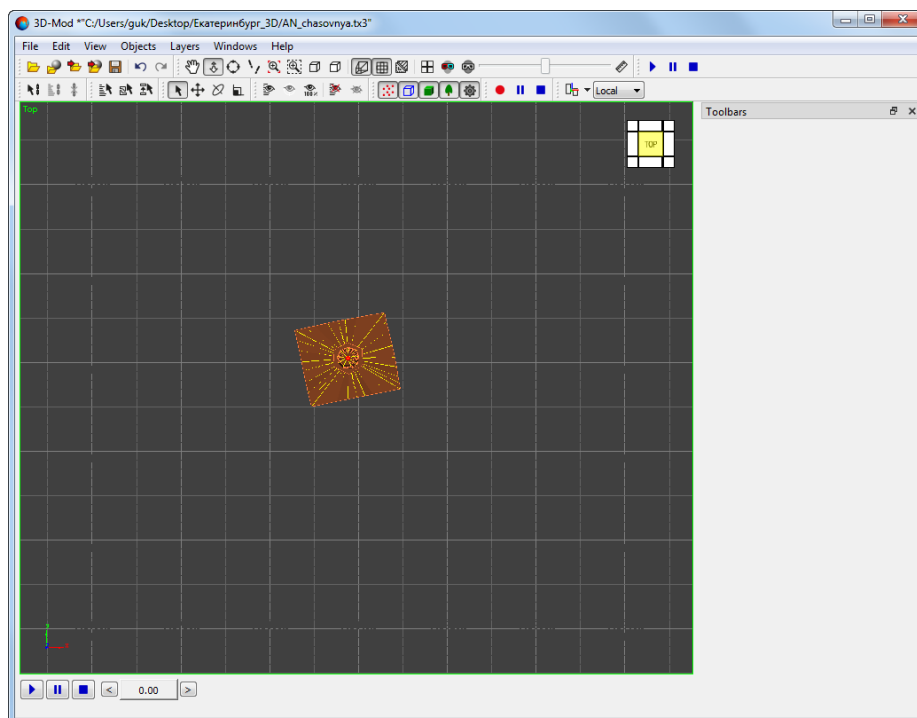 3D-Mod *"C:/Users/guk/Desktop/Екатеринбург_3D/AN_chasovnya.tx3"
File Edit View Objects Layers Windows Help
Local
Top
TOP
Toolbars
0.00